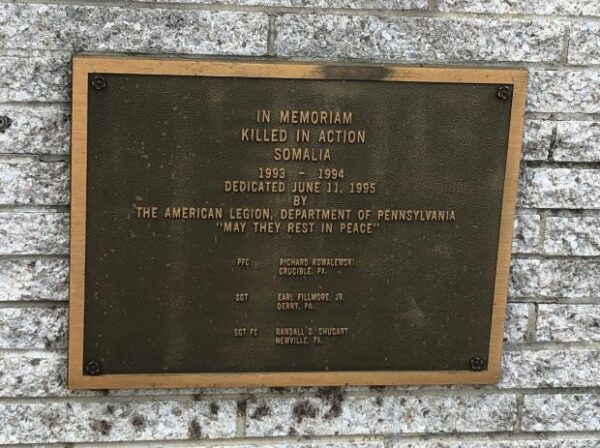 IN MEMORIAM
KILLED IN ACTION
SOMALIA
1993 - 1994
DEDICATED JUNE 11, 1995
BY
THE AMERICAN LEGION, DEPARTMENT OF PENNSYLVANIA
"MAY THEY REST IN PEACE"
PFC RICHARD KOWALEWSKI
CRUCIBLE, PA.
SGT EARL FILLMORE, JR.
DERRY, PA.
SGT FC RANDALL D. SHUGART
NEWVILLE, PA.